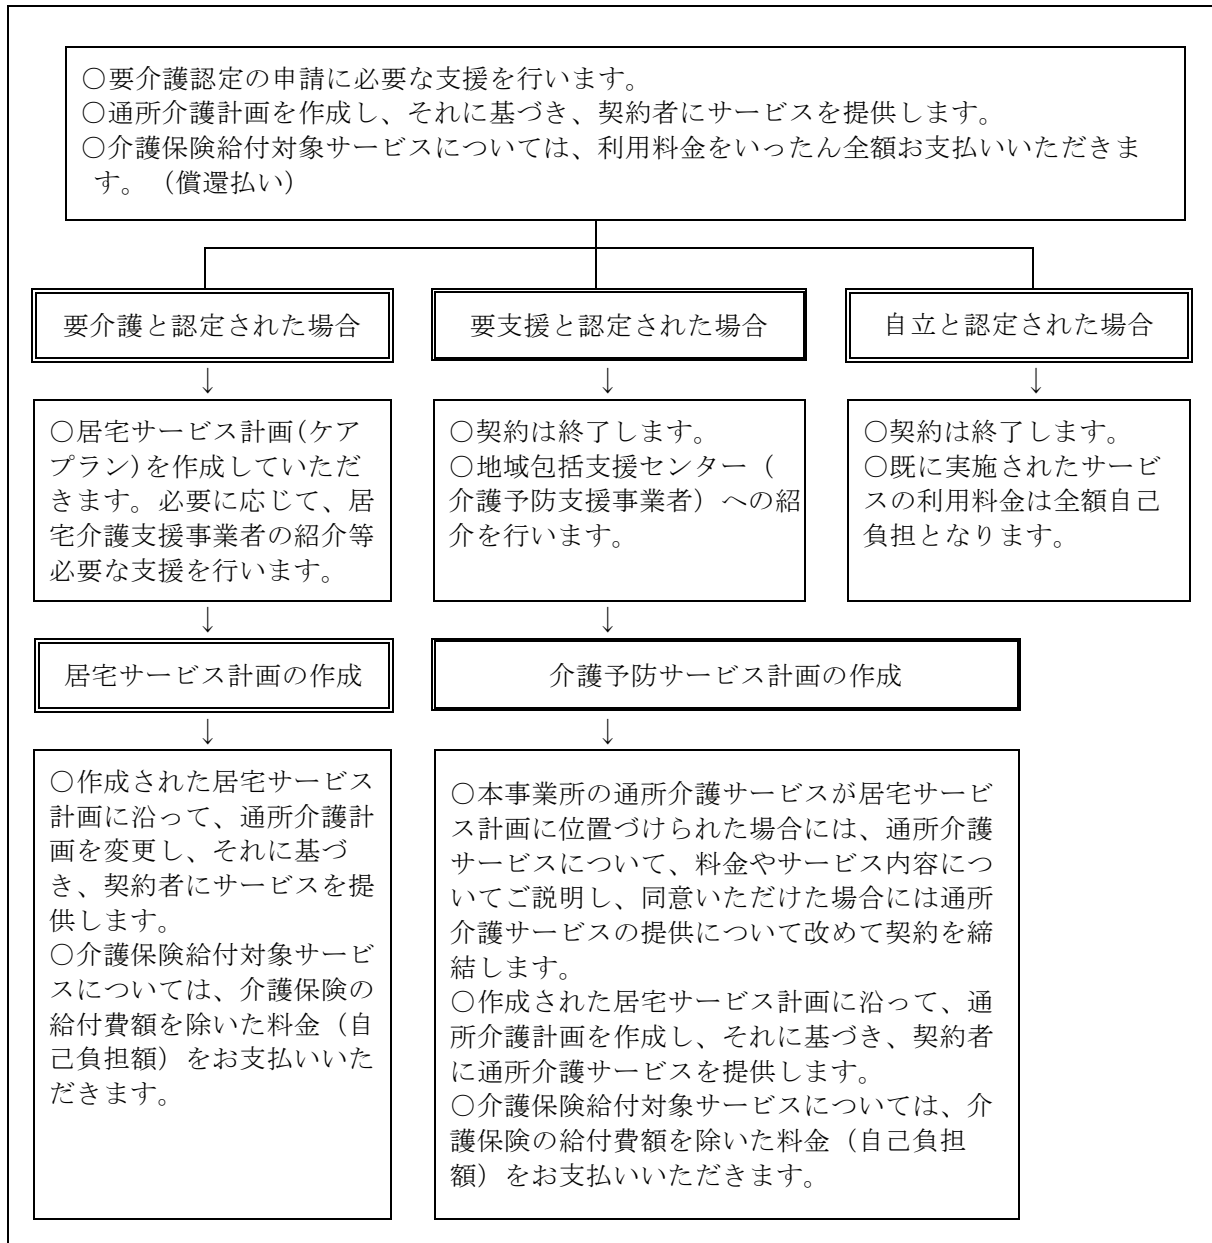 ○要介護認定の申請に必要な支援を行います。
○通所介護計画を作成し、それに基づき、契約者にサービスを提供します。
○介護保険給付対象サービスについては、利用料金をいったん全額お支払いいただきま
す。（償還払い）
要介護と認定された場合
要支援と認定された場合
自立と認定された場合
↓
↓
↓
○居宅サービス計画(ケア
プラン)を作成していただ
きます。必要に応じて、居
宅介護支援事業者の紹介等
必要な支援を行います。
○契約は終了します。
○地域包括支援センター（
介護予防支援事業者）への紹
介を行います。
○契約は終了します。
○既に実施されたサービ
スの利用料金は全額自己
負担となります。
↓
↓
居宅サービス計画の作成
介護予防サービス計画の作成
↓
↓
○作成された居宅サービス
計画に沿って、通所介護計
画を変更し、それに基づ
き、契約者にサービスを提
供します。
○介護保険給付対象サービ
スについては、介護保険の
給付費額を除いた料金（自
己負担額）をお支払いいた
だきます。
○本事業所の通所介護サービスが居宅サービ
ス計画に位置づけられた場合には、通所介護
サービスについて、料金やサービス内容につ
いてご説明し、同意いただけた場合には通所
介護サービスの提供について改めて契約を締
結します。
○作成された居宅サービス計画に沿って、通
所介護計画を作成し、それに基づき、契約者
に通所介護サービスを提供します。
○介護保険給付対象サービスについては、介
護保険の給付費額を除いた料金（自己負担
額）をお支払いいただきます。